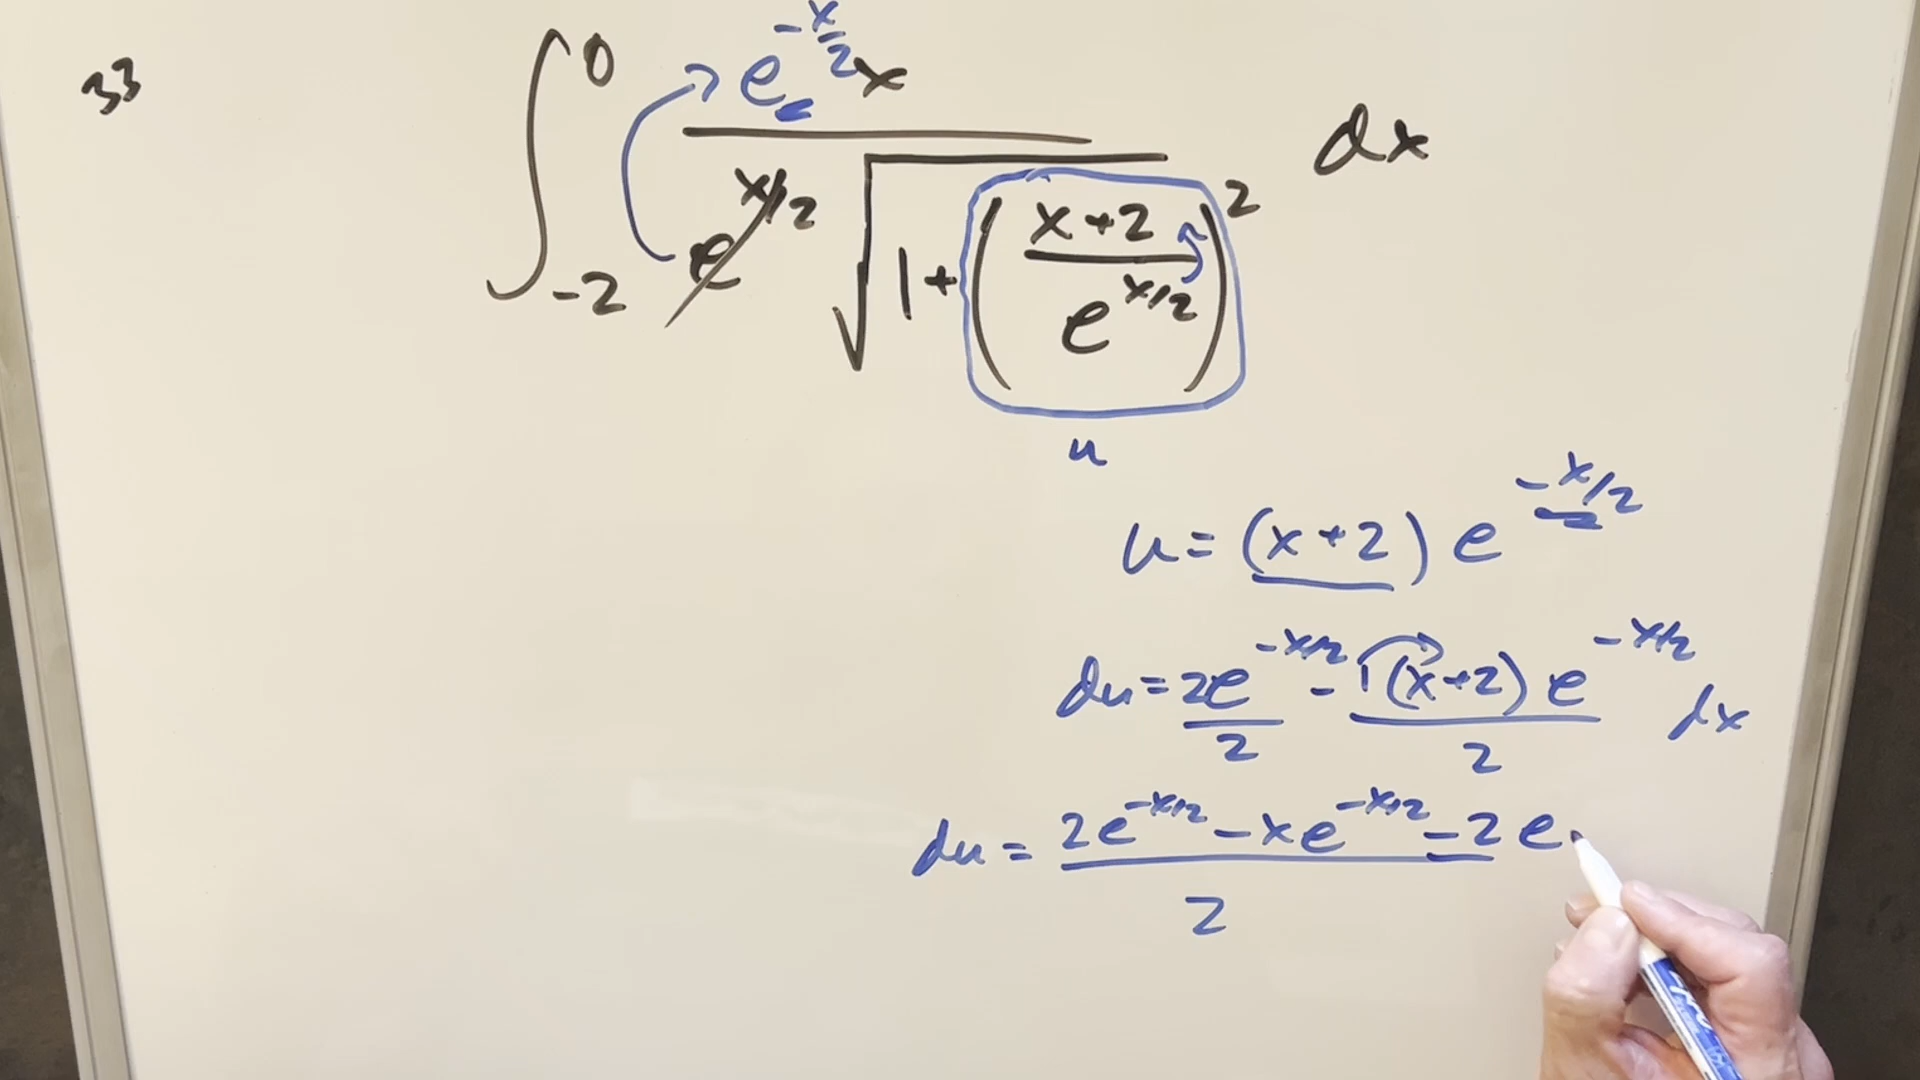 33
∫_{-2}^{0} e^{-x/2} x / (e^{x/2} √(1+((x+2)/e^{x/2})^2)) dx
u
u = (x+2) e^{-x/2}
du = 2e^{-x/2}/2 - 1(x+2) e^{-x/2}/2 dx
du = (2e^{-x/2} - xe^{-x/2} - 2e)/2